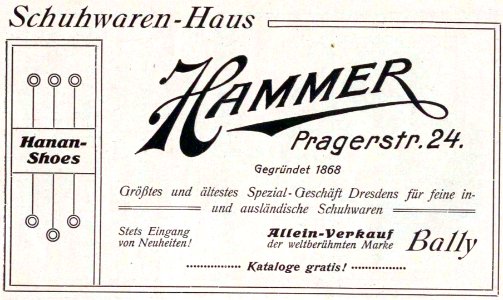 Schuhwaren-Haus
HAMMER
Pragerstr. 24.
Hanan-
Shoes
Gegründet 1868
Größtes und ältestes Spezial-Geschäft Dresdens für feine in-
und ausländische Schuhwaren
Stets Eingang
von Neuheiten!
Allein-Verkauf
der weltberühmten Marke
Bally
Kataloge gratis!